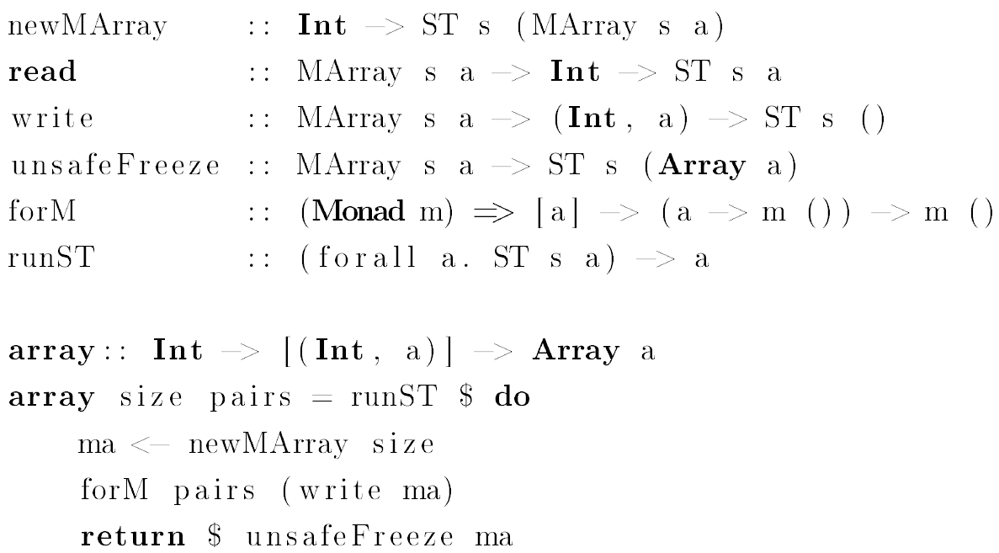 newMArray :: Int -> ST s (MArray s a)
read :: MArray s a -> Int -> ST s a
write :: MArray s a -> (Int, a) -> ST s ()
unsafeFreeze :: MArray s a -> ST s (Array a)
forM :: (Monad m) => [a] -> (a -> m ()) -> m ()
runST :: (forall a. ST s a) -> a
array:: Int -> [(Int, a)] -> Array a
array size pairs = runST $ do
ma <- newMArray size
forM pairs (write ma)
return $ unsafeFreeze ma